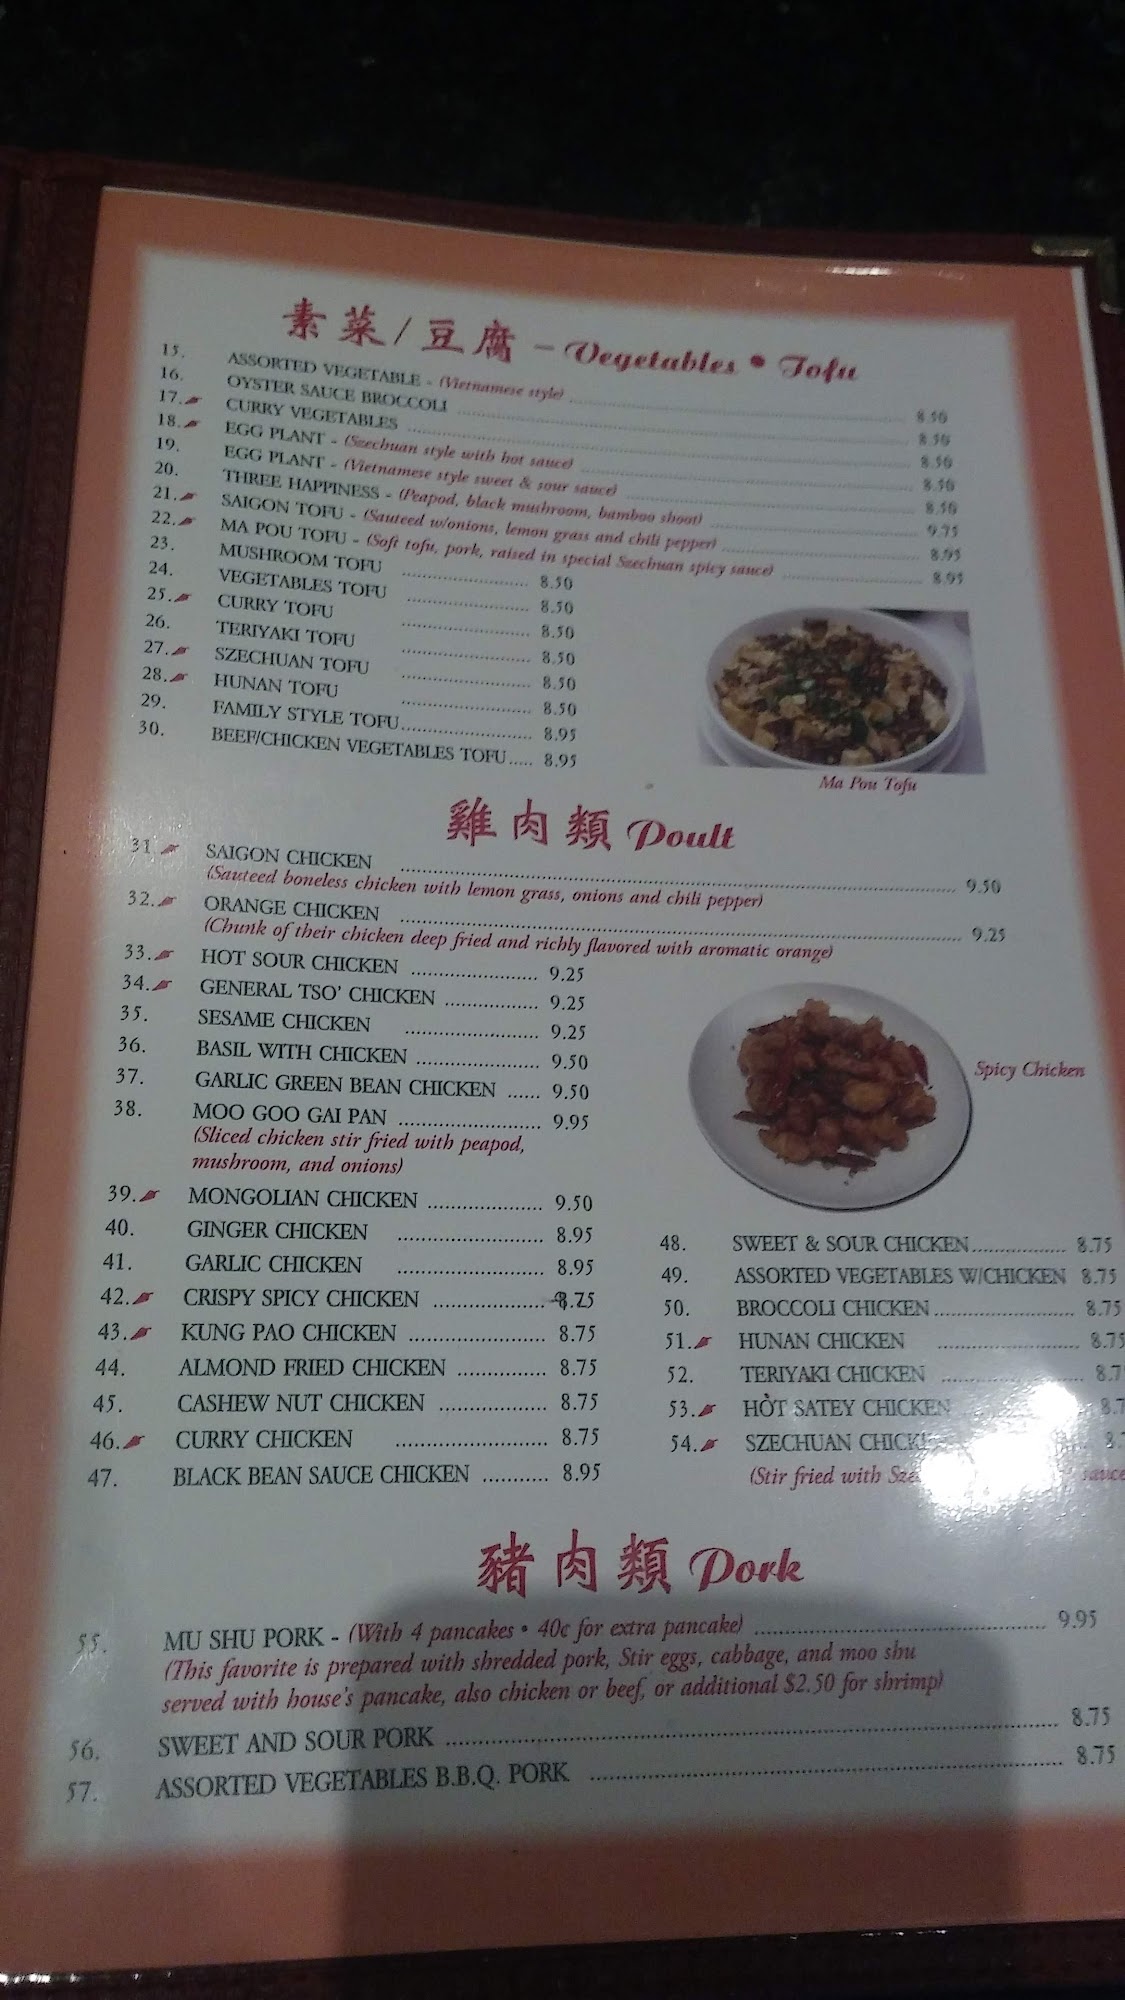 素菜/豆腐 - Vegetables • Tofu
15. ASSORTED VEGETABLE - (Vietnamese style) 8.50
16. OYSTER SAUCE BROCCOLI 8.50
17. CURRY VEGETABLES 8.50
18. EGG PLANT - (Szechuan style with hot sauce) 8.50
19. EGG PLANT - (Vietnamese style sweet & sour sauce) 8.50
20. THREE HAPPINESS - (Peapod, black mushroom, bamboo shoot) 9.75
21. SAIGON TOFU - (Sauteed w/onions, lemon grass and chili pepper) 8.95
22. MA POU TOFU - (Soft tofu, pork, raised in special Szechuan spicy sauce) 8.95
23. MUSHROOM TOFU 8.50
24. VEGETABLES TOFU 8.50
25. CURRY TOFU 8.50
26. TERIYAKI TOFU 8.50
27. SZECHUAN TOFU 8.50
28. HUNAN TOFU 8.50
29. FAMILY STYLE TOFU 8.95
30. BEEF/CHICKEN VEGETABLES TOFU 8.95
Ma Pou Tofu
雞肉類 Poult
31. SAIGON CHICKEN 9.50
(Sauteed boneless chicken with lemon grass, onions and chili pepper)
32. ORANGE CHICKEN 9.25
(Chunk of their chicken deep fried and richly flavored with aromatic orange)
33. HOT SOUR CHICKEN 9.25
34. GENERAL TSO' CHICKEN 9.25
35. SESAME CHICKEN 9.25
36. BASIL WITH CHICKEN 9.50
37. GARLIC GREEN BEAN CHICKEN 9.50
38. MOO GOO GAI PAN 9.95
(Sliced chicken stir fried with peapod,
mushroom, and onions)
39. MONGOLIAN CHICKEN 9.50
40. GINGER CHICKEN 8.95
41. GARLIC CHICKEN 8.95
42. CRISPY SPICY CHICKEN
43. KUNG PAO CHICKEN 8.75
44. ALMOND FRIED CHICKEN 8.75
45. CASHEW NUT CHICKEN 8.75
46. CURRY CHICKEN 8.75
47. BLACK BEAN SAUCE CHICKEN 8.95
Spicy Chicken
48. SWEET & SOUR CHICKEN 8.75
49. ASSORTED VEGETABLES W/CHICKEN 8.75
50. BROCCOLI CHICKEN 8.75
51. HUNAN CHICKEN 8.75
52. TERIYAKI CHICKEN
53. HỜT SATEY CHICKEN
54. SZECHUAN
(Stir fried with sauce
豬肉類 Pork
55. MU SHU PORK - (With 4 pancakes • 40¢ for extra pancake) 9.95
(This favorite is prepared with shredded pork, Stir eggs, cabbage, and moo shu
served with house's pancake, also chicken or beef, or additional $2.50 for shrimp)
56. SWEET AND SOUR PORK 8.75
57. ASSORTED VEGETABLES B.B.Q. PORK 8.75